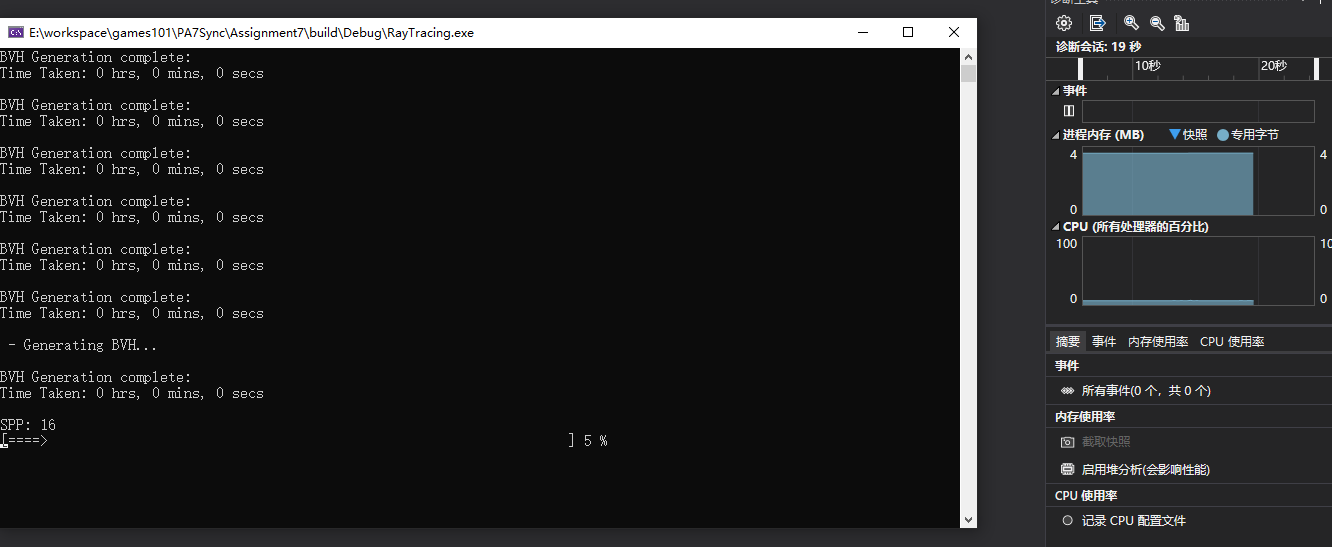 E:\workspace\games101\PA7Sync\Assignment7\build\Debug\RayTracing.exe
BVH Generation complete:
Time Taken: 0 hrs, 0 mins, 0 secs
BVH Generation complete:
Time Taken: 0 hrs, 0 mins, 0 secs
BVH Generation complete:
Time Taken: 0 hrs, 0 mins, 0 secs
BVH Generation complete:
Time Taken: 0 hrs, 0 mins, 0 secs
BVH Generation complete:
Time Taken: 0 hrs, 0 mins, 0 secs
BVH Generation complete:
Time Taken: 0 hrs, 0 mins, 0 secs
- Generating BVH...
BVH Generation complete:
Time Taken: 0 hrs, 0 mins, 0 secs
SPP: 16
[====> ] 5 %
诊断工具
诊断会话: 19 秒
10秒 20秒
事件
进程内存 (MB) 快照 专用字节
4 4
0 0
CPU (所有处理器的百分比)
100 10
0 0
摘要 事件 内存使用率 CPU 使用率
事件
所有事件(0 个，共 0 个)
内存使用率
截取快照
启用堆分析(会影响性能)
CPU 使用率
记录 CPU 配置文件